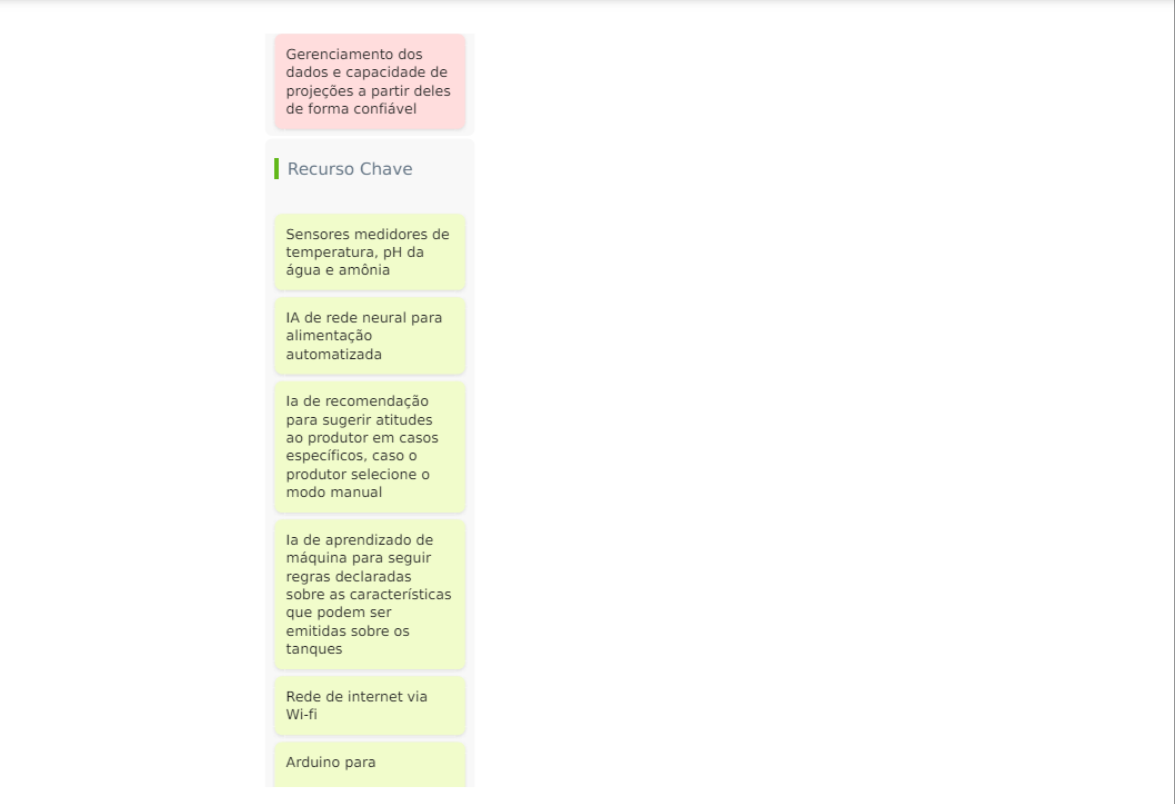 Gerenciamento dos
dados e capacidade de
projeções a partir deles
de forma confiável
Recurso Chave
Sensores medidores de
temperatura, pH da
água e amônia
IA de rede neural para
alimentação
automatizada
Ia de recomendação
para sugerir atitudes
ao produtor em casos
específicos, caso o
produtor selecione o
modo manual
Ia de aprendizado de
máquina para seguir
regras declaradas
sobre as características
que podem ser
emitidas sobre os
tanques
Rede de internet via
Wi-fi
Arduino para